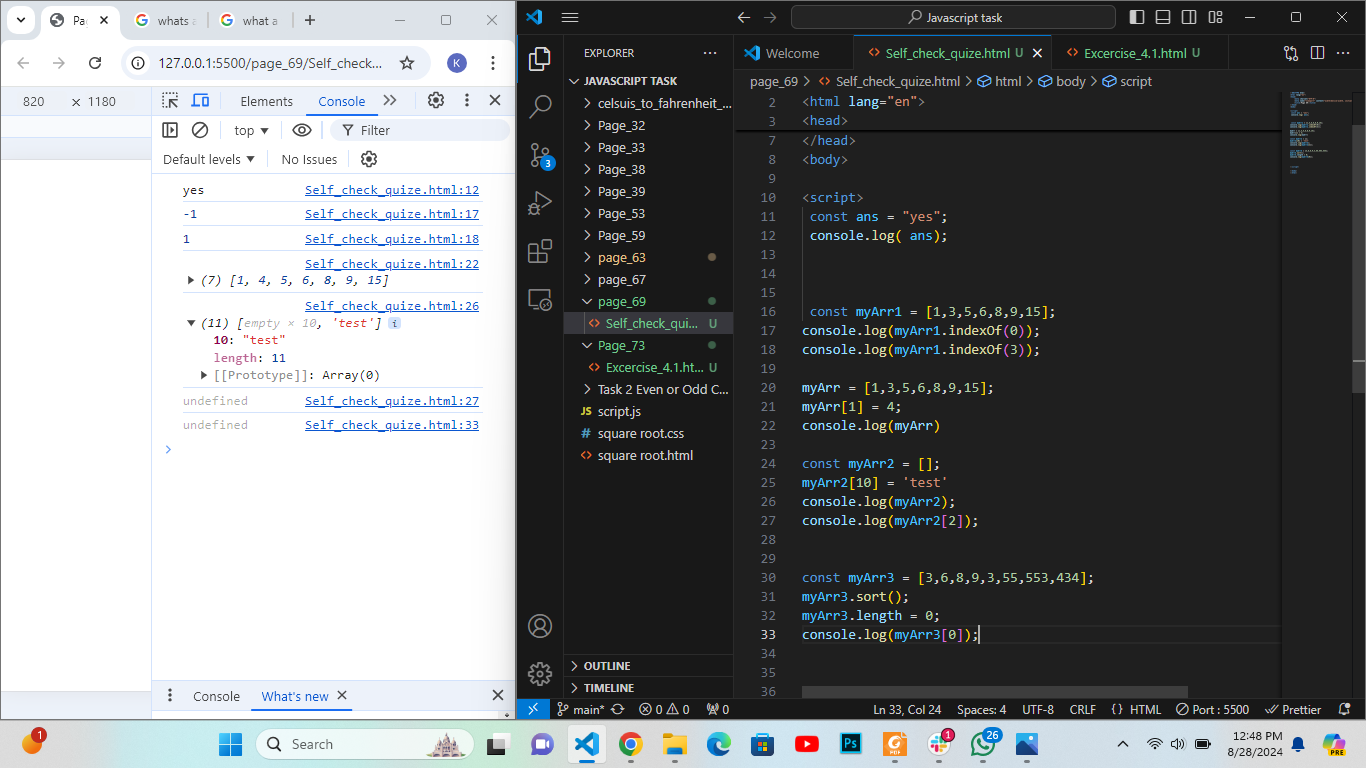 Pa
whats a
what a
127.0.0.1:5500/page_69/Self_check...
K
820 × 1180
Elements
Console
top
Filter
Default levels
No Issues
yes Self_check_quize.html:12
-1 Self_check_quize.html:17
1 Self_check_quize.html:18
Self_check_quize.html:22
(7) [1, 4, 5, 6, 8, 9, 15]
Self_check_quize.html:26
(11) [empty × 10, 'test'] i
10: "test"
length: 11
[[Prototype]]: Array(0)
undefined Self_check_quize.html:27
undefined Self_check_quize.html:33
Console
What's new
Javascript task
EXPLORER
JAVASCRIPT TASK
celsuis_to_fahrenheit_...
Page_32
Page_33
Page_38
Page_39
Page_53
Page_59
page_63
page_67
page_69
Self_check_qui... U
Page_73
Excercise_4.1.ht... U
Task 2 Even or Odd C...
JS script.js
# square root.css
square root.html
OUTLINE
TIMELINE
3
Welcome
Self_check_quize.html U
Excercise_4.1.html U
page_69 > Self_check_quize.html > html > body > script
2 <html lang="en">
3 <head>
7 </head>
8 <body>
9
10 <script>
11 const ans = "yes";
12 console.log( ans);
13
14
15
16 const myArr1 = [1,3,5,6,8,9,15];
17 console.log(myArr1.indexOf(0));
18 console.log(myArr1.indexOf(3));
19
20 myArr = [1,3,5,6,8,9,15];
21 myArr[1] = 4;
22 console.log(myArr)
23
24 const myArr2 = [];
25 myArr2[10] = 'test'
26 console.log(myArr2);
27 console.log(myArr2[2]);
28
29
30 const myArr3 = [3,6,8,9,3,55,553,434];
31 myArr3.sort();
32 myArr3.length = 0;
33 console.log(myArr3[0]);
34
35
36
main* 0 0 0 Ln 33, Col 24 Spaces: 4 UTF-8 CRLF {} HTML Port : 5500 Prettier
1
Search
Ps
PDF
1
26
12:48 PM
8/28/2024
PRE